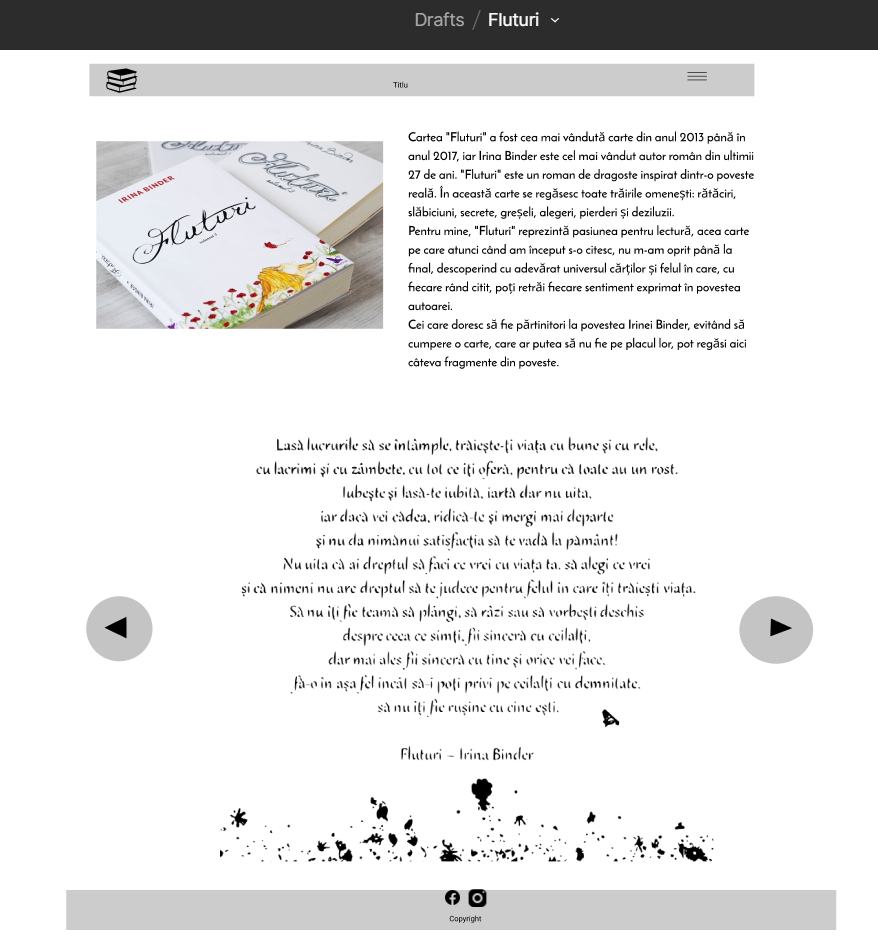 Drafts / Fluturi
Titlu
IRINA BINDER
Fluturi
Fluturi
Cartea "Fluturi" a fost cea mai vândută carte din anul 2013 până în
anul 2017, iar Irina Binder este cel mai vândut autor român din ultimii
27 de ani. "Fluturi" este un roman de dragoste inspirat dintr-o poveste
reală. În această carte se regăsesc toate trăirile omenești: rătăciri,
slăbiciuni, secrete, greșeli, alegeri, pierderi și deziluzii.
Pentru mine, "Fluturi" reprezintă pasiunea pentru lectură, acea carte
pe care atunci când am început s-o citesc, nu m-am oprit până la
final, descoperind cu adevărat universul cărților și felul în care, cu
fiecare rând citit, poți retrăi fiecare sentiment exprimat în povestea
autoarei.
Cei care doresc să fie părtinitori la povestea Irinei Binder, evitând să
cumpere o carte, care ar putea să nu fie pe placul lor, pot regăsi aici
câteva fragmente din poveste.
Lasă lucrurile să se întâmple, trăiește-ți viața cu bune și cu rele,
cu lacrimi și cu zâmbete, cu tot ce îți oferă, pentru că toate au un rost.
Iubește și lasă-te iubită, iartă dar nu uita,
iar dacă vei cădea, ridică-te și mergi mai departe
și nu da nimănui satisfacția să te vadă la pământ!
Nu uita că ai dreptul să faci ce vrei cu viața ta, să alegi ce vrei
și că nimeni nu are dreptul să te judece pentru felul în care îți trăiești viața.
Să nu îți fie teamă să plângi, să râzi sau să vorbești deschis
despre ceea ce simți, fii sinceră cu ceilalți,
dar mai ales fii sinceră cu tine și orice vei face,
fă-o în așa fel încât să-i poți privi pe ceilalți cu demnitate,
să nu îți fie rușine cu cine ești.
Fluturi – Irina Binder
Copyright